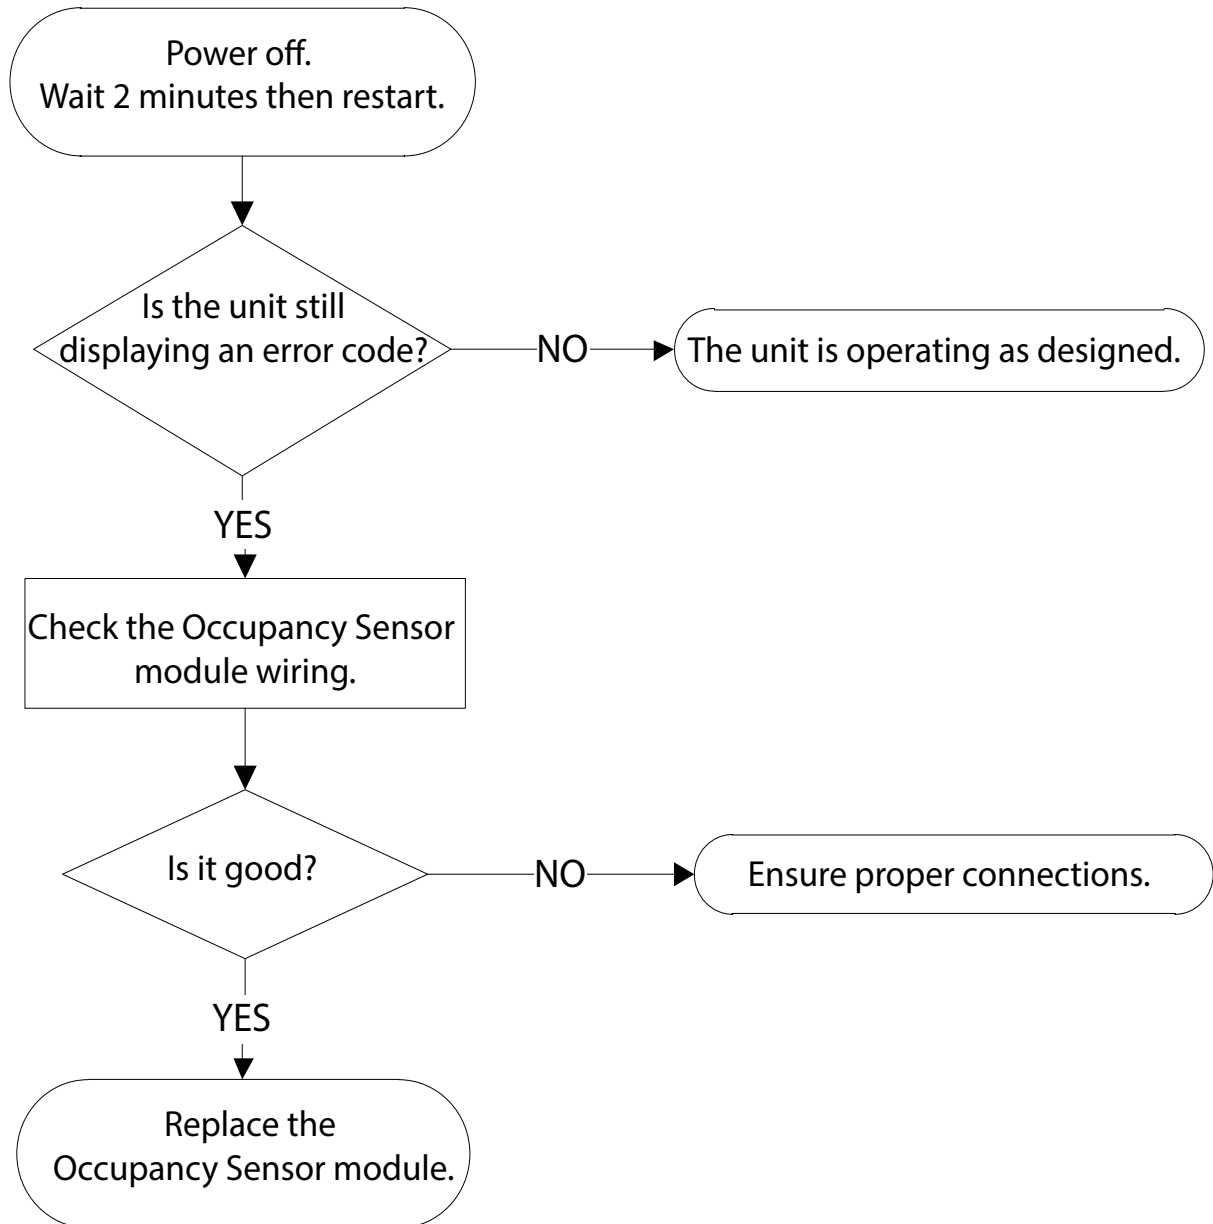 Power off.
Wait 2 minutes then restart.
Is the unit still
displaying an error code?
NO
The unit is operating as designed.
YES
Check the Occupancy Sensor
module wiring.
Is it good?
NO
Ensure proper connections.
YES
Replace the
Occupancy Sensor module.